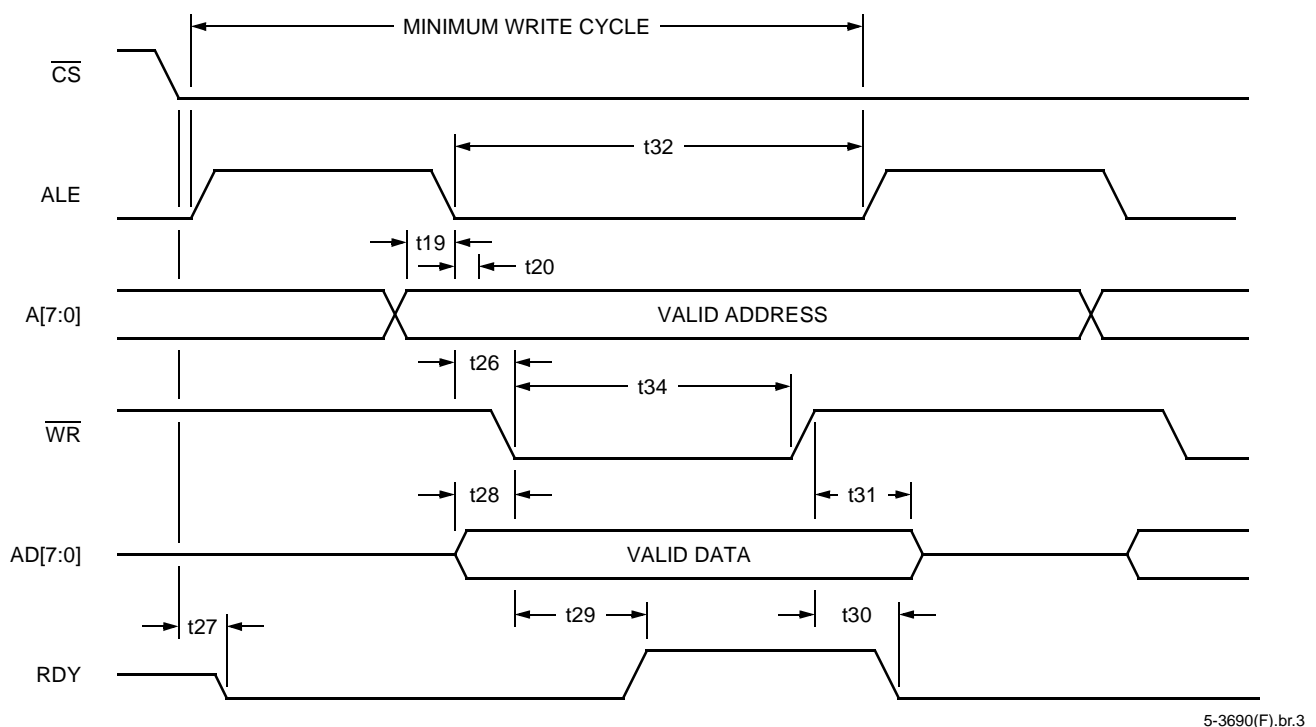 MINIMUM WRITE CYCLE
CS
t32
ALE
t19
t20
A[7:0]
VALID ADDRESS
t26
t34
WR
t28
t31
AD[7:0]
VALID DATA
t29
t30
t27
RDY
5-3690(F).br.3